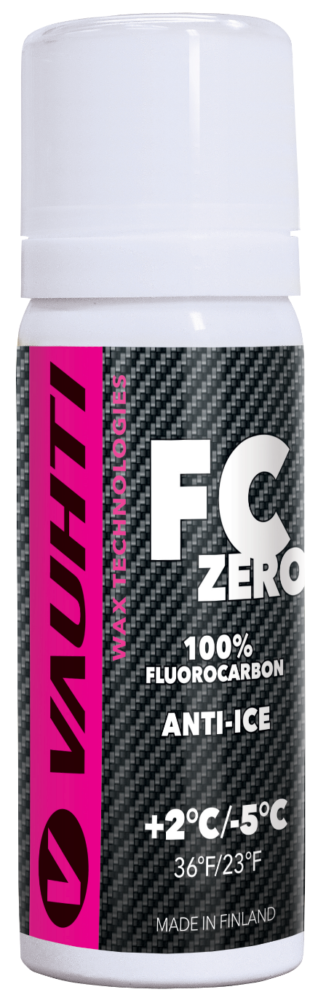 VAUHTI
WAX TECHNOLOGIES
FC
ZERO
100%
FLUOROCARBON
ANTI-ICE
+2°C/-5°C
36°F/23°F
MADE IN FINLAND